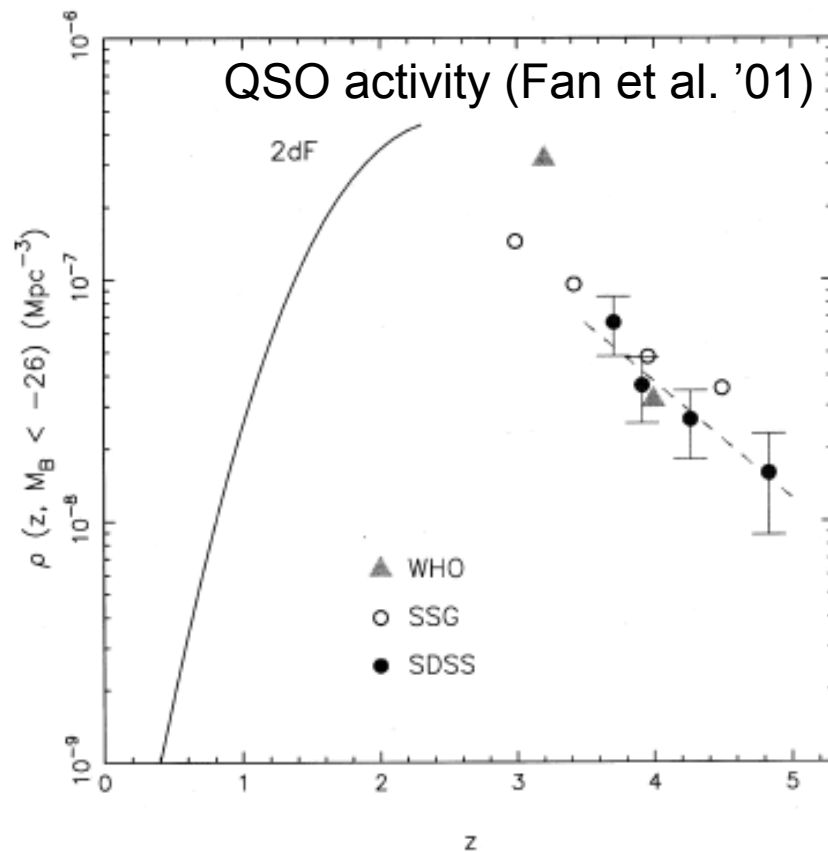 QSO activity (Fan et al. '01)
2dF
10⁻⁶
10⁻⁷
10⁻⁸
10⁻⁹
ρ (z, M_B < −26) (Mpc⁻³)
WHO
SSG
SDSS
0 1 2 3 4 5
z